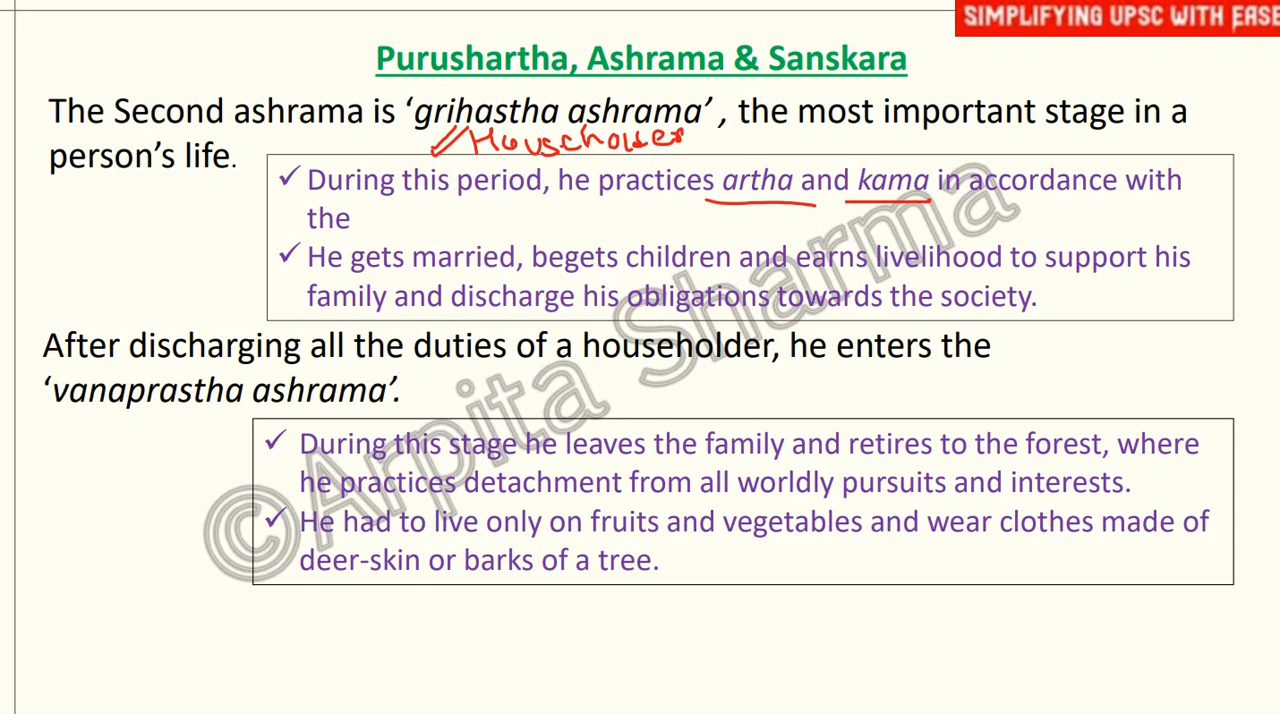 SIMPLIFYING UPSC WITH EASE
Purushartha, Ashrama & Sanskara
The Second ashrama is ‘grihastha ashrama’ , the most important stage in a
Householder
person’s life.
✓ During this period, he practices artha and kama in accordance with
the
✓ He gets married, begets children and earns livelihood to support his
family and discharge his obligations towards the society.
After discharging all the duties of a householder, he enters the
‘vanaprastha ashrama’.
✓ During this stage he leaves the family and retires to the forest, where
he practices detachment from all worldly pursuits and interests.
✓ He had to live only on fruits and vegetables and wear clothes made of
deer-skin or barks of a tree.
©Arpita Sharma